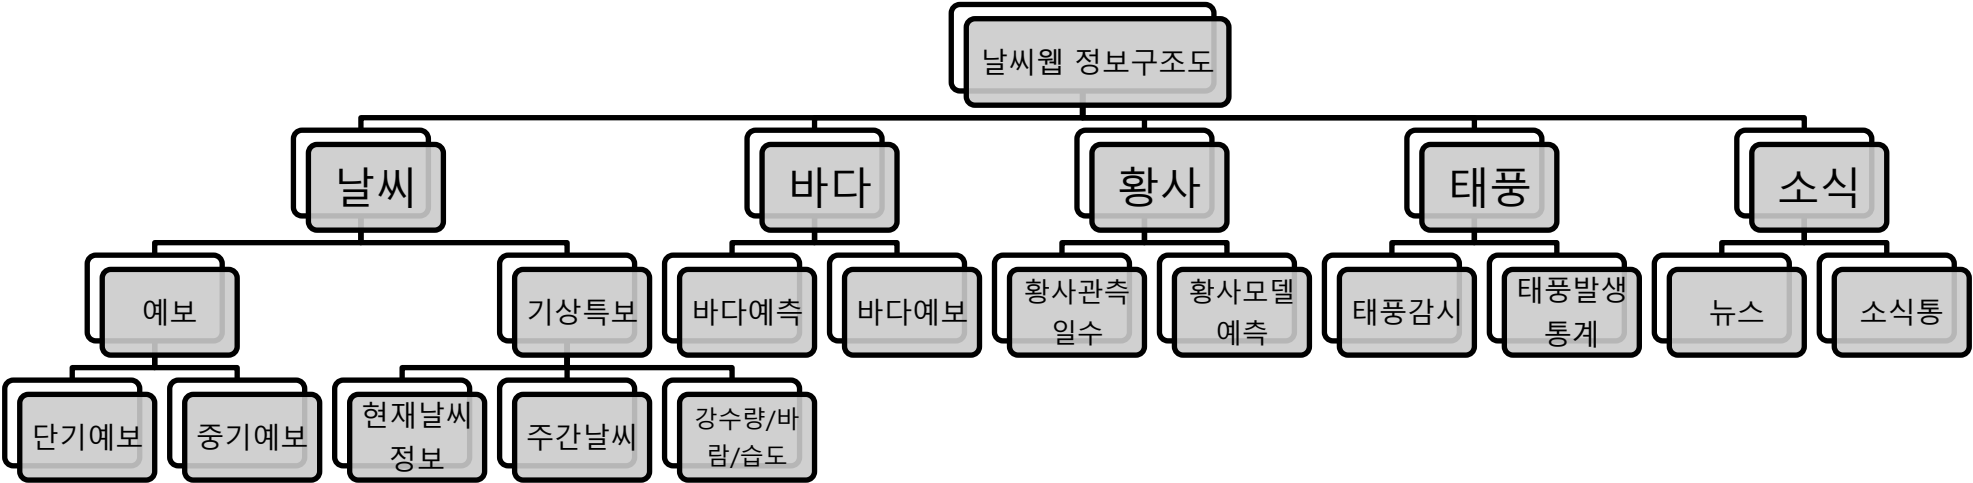 날씨웹 정보구조도
날씨
바다
황사
태풍
소식
예보
기상특보
바다예측
바다예보
황사관측
일수
황사모델
예측
태풍감시
태풍발생
통계
뉴스
소식통
단기예보
중기예보
현재날씨
정보
주간날씨
강수량/바
람/습도